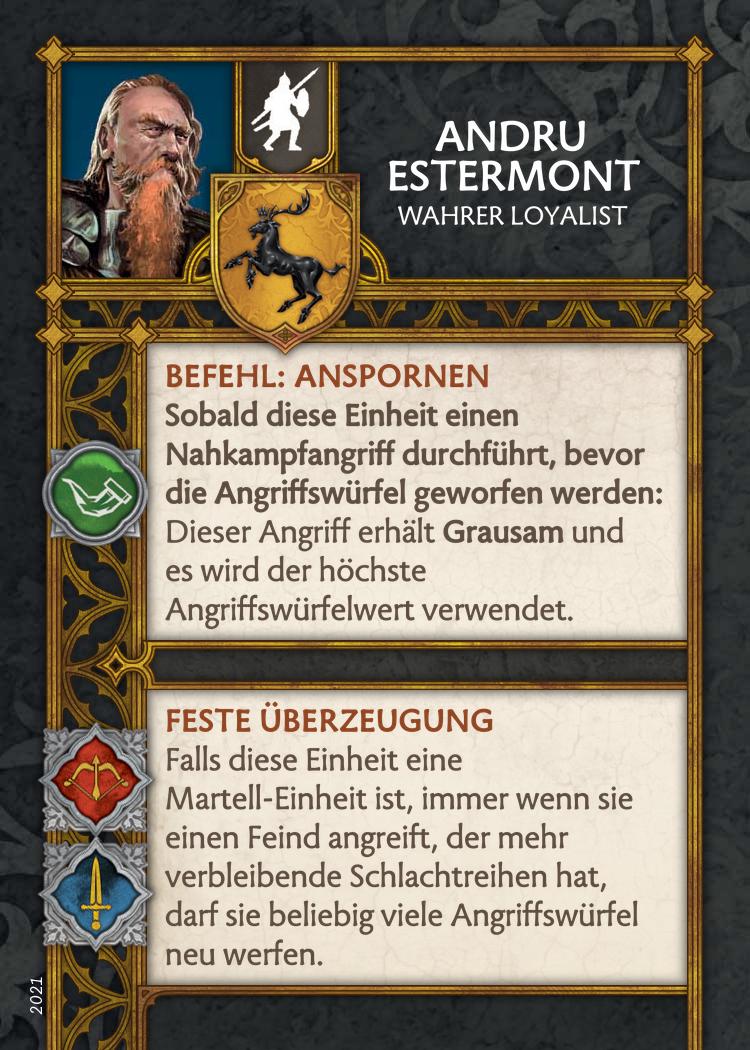 ANDRU
ESTERMONT
WAHRER LOYALIST
BEFEHL: ANSPORNEN
Sobald diese Einheit einen
Nahkampfangriff durchführt, bevor
die Angriffswürfel geworfen werden:
Dieser Angriff erhält Grausam und
es wird der höchste
Angriffswürfelwert verwendet.
FESTE ÜBERZEUGUNG
Falls diese Einheit eine
Martell-Einheit ist, immer wenn sie
einen Feind angreift, der mehr
verbleibende Schlachtreihen hat,
darf sie beliebig viele Angriffswürfel
neu werfen.
2021